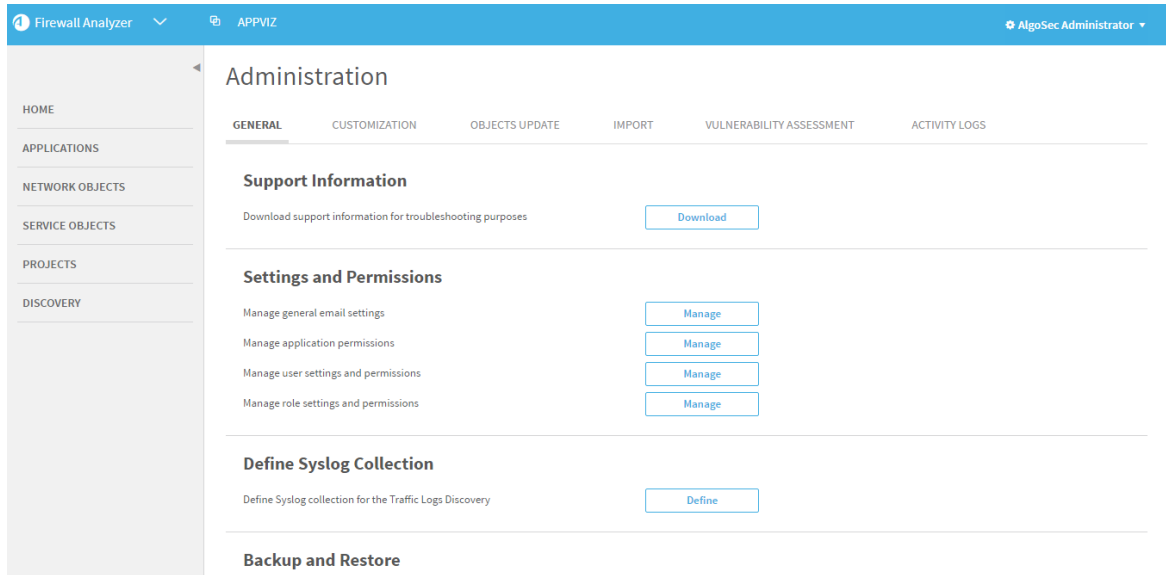 Firewall Analyzer APPVIZ AlgoSec Administrator
Administration
HOME
APPLICATIONS
NETWORK OBJECTS
SERVICE OBJECTS
PROJECTS
DISCOVERY
GENERAL CUSTOMIZATION OBJECTS UPDATE IMPORT VULNERABILITY ASSESSMENT ACTIVITY LOGS
Support Information
Download support information for troubleshooting purposes Download
Settings and Permissions
Manage general email settings Manage
Manage application permissions Manage
Manage user settings and permissions Manage
Manage role settings and permissions Manage
Define Syslog Collection
Define Syslog collection for the Traffic Logs Discovery Define
Backup and Restore